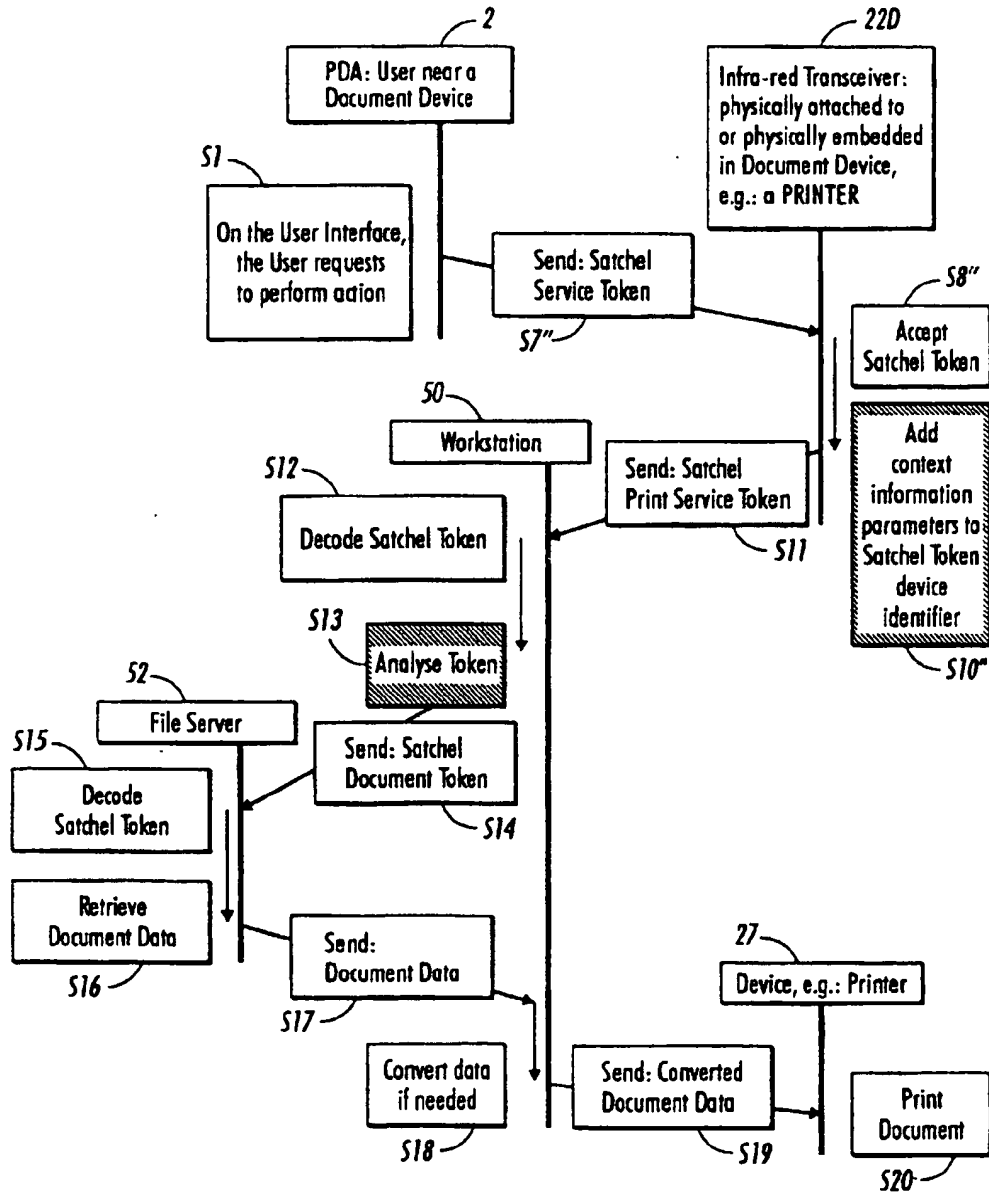 2
22D
PDA: User near a
Document Device
Infra-red Transceiver:
physically attached to
or physically embedded
in Document Device,
e.g.: a PRINTER
S1
On the User Interface,
the User requests
to perform action
Send: Satchel
Service Token
S7"
S8"
Accept
Satchel Token
50
Workstation
Add
context
information
parameters to
Satchel Token
device
identifier
S10"
S12
Decode Satchel Token
Send: Satchel
Print Service Token
S11
S13
Analyse Token
52
File Server
S15
Decode
Satchel Token
Send: Satchel
Document Token
S14
Retrieve
Document Data
S16
Send:
Document Data
S17
27
Device, e.g.: Printer
Convert data
if needed
S18
Send: Converted
Document Data
S19
Print
Document
S20